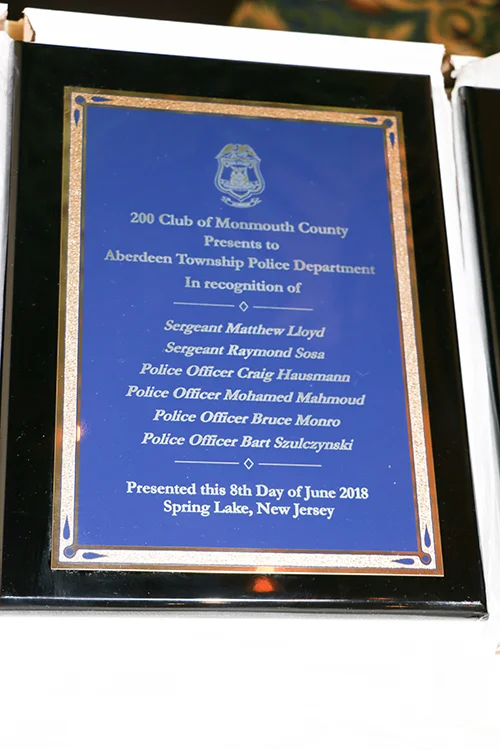 200 Club of Monmouth County
Presents to
Aberdeen Township Police Department
In recognition of
Sergeant Matthew Lloyd
Sergeant Raymond Sosa
Police Officer Craig Hausmann
Police Officer Mohamed Mahmoud
Police Officer Bruce Monro
Police Officer Bart Szulczynski
Presented this 8th Day of June 2018
Spring Lake, New Jersey